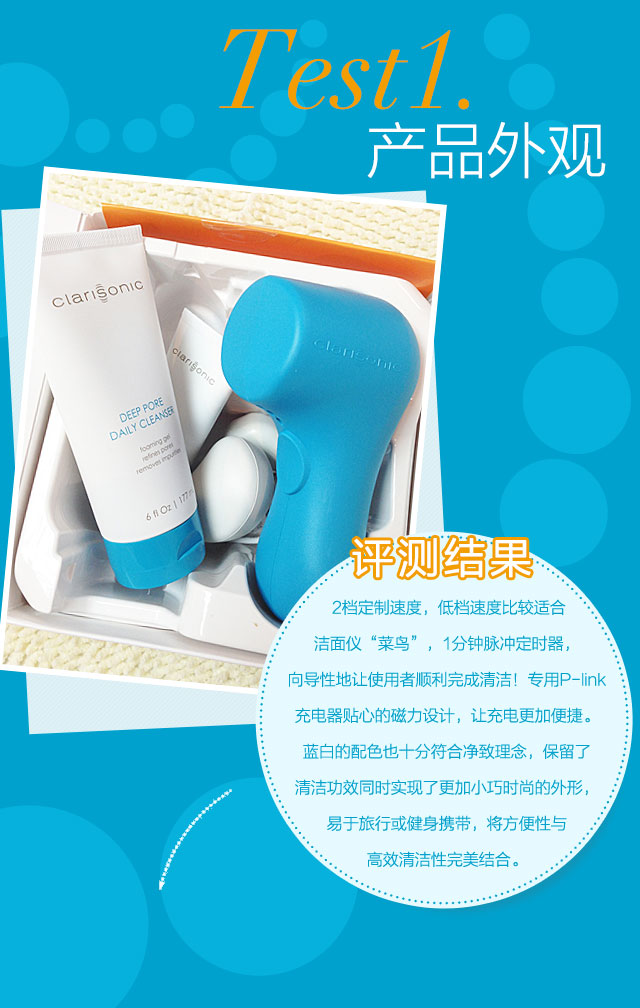 Test1.
产品外观
clarisonic
clarisonic
clarisonic
DEEP PORE
DAILY CLEANSER
foaming gel
refines pores
removes impurities
6 fl Oz | 177 m
评测结果
2档定制速度，低档速度比较适合
洁面仪“菜鸟”，1分钟脉冲定时器，
向导性地让使用者顺利完成清洁！专用P-link
充电器贴心的磁力设计，让充电更加便捷。
蓝白的配色也十分符合净致理念，保留了
清洁功效同时实现了更加小巧时尚的外形，
易于旅行或健身携带，将方便性与
高效清洁性完美结合。